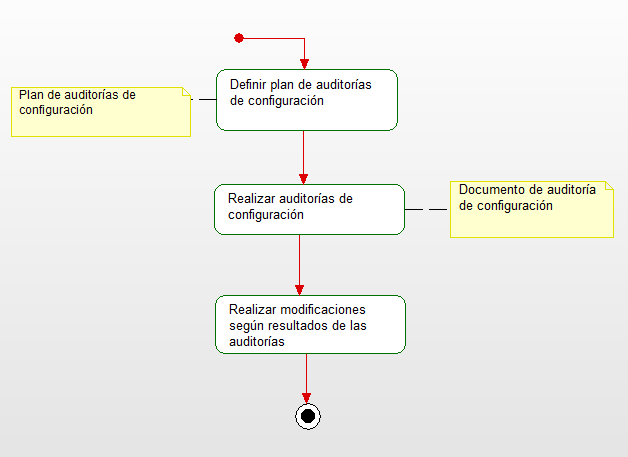 Definir plan de auditorías
de configuración
Plan de auditorías de
configuración
Realizar auditorías de
configuración
Documento de auditoría
de configuración
Realizar modificaciones
según resultados de las
auditorías